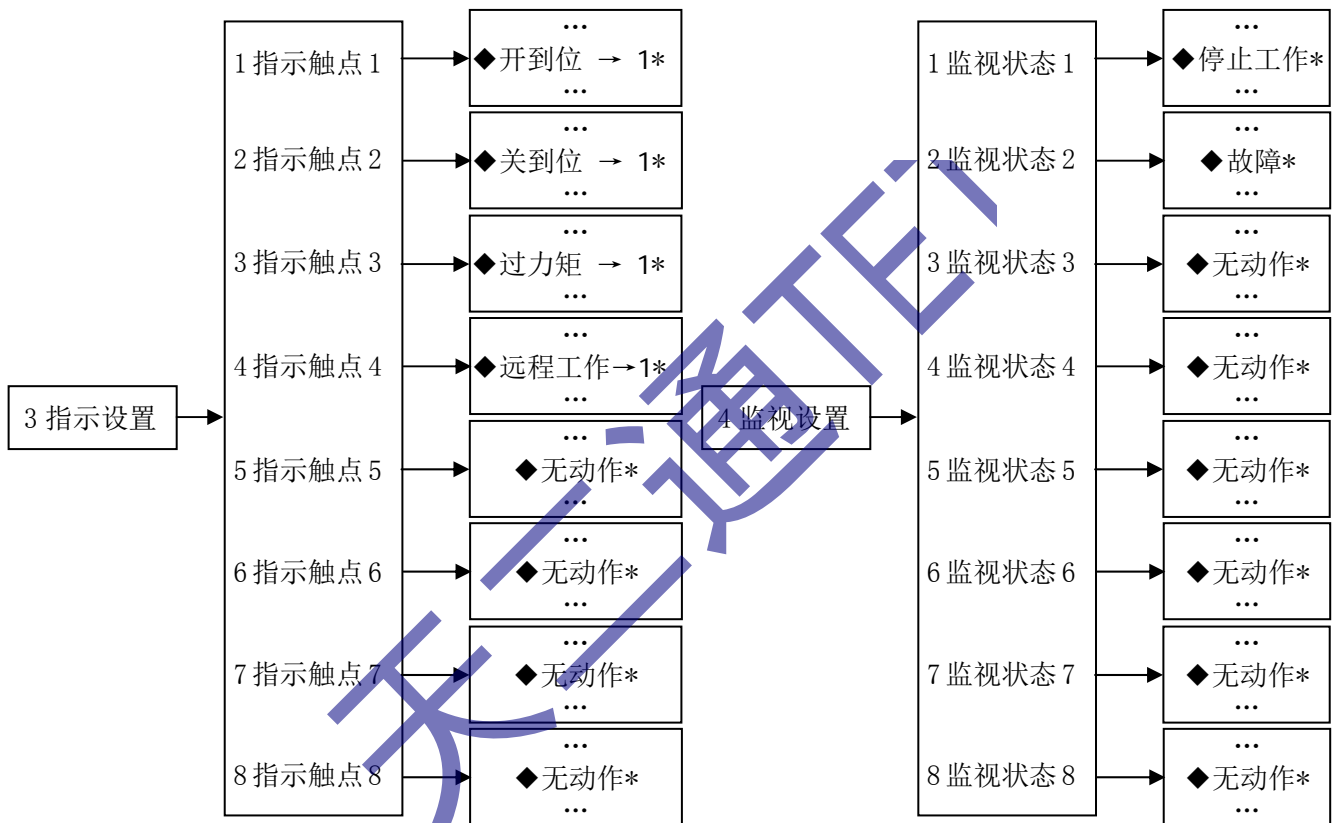 3 指示设置
1 指示触点 1
2 指示触点 2
3 指示触点 3
4 指示触点 4
5 指示触点 5
6 指示触点 6
7 指示触点 7
8 指示触点 8
…
◆开到位 → 1*
…
…
◆关到位 → 1*
…
…
◆过力矩 → 1*
…
…
◆远程工作→1*
…
…
◆无动作*
…
…
◆无动作*
…
…
◆无动作*
…
…
◆无动作*
…
4 监视设置
1 监视状态 1
2 监视状态 2
3 监视状态 3
4 监视状态 4
5 监视状态 5
6 监视状态 6
7 监视状态 7
8 监视状态 8
…
◆停止工作*
…
…
◆故障*
…
…
◆无动作*
…
…
◆无动作*
…
…
◆无动作*
…
…
◆无动作*
…
…
◆无动作*
…
…
◆无动作*
…
天二通TE